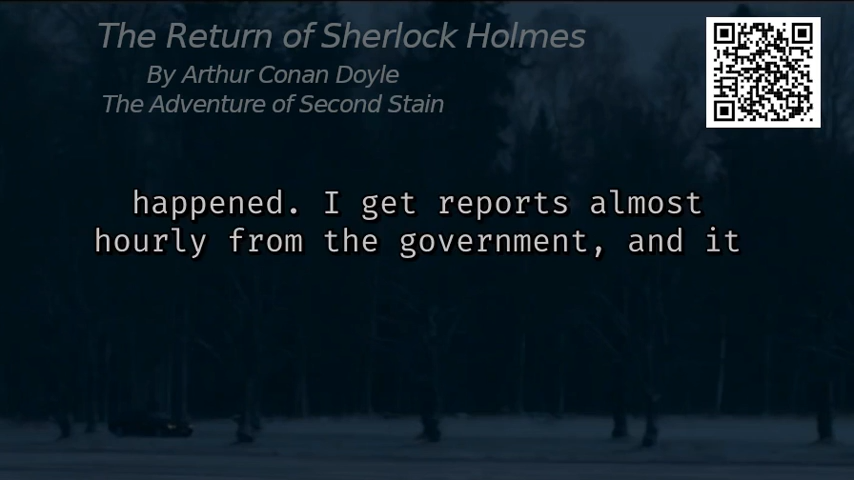 The Return of Sherlock Holmes
By Arthur Conan Doyle
The Adventure of Second Stain
happened. I get reports almost
hourly from the government, and it